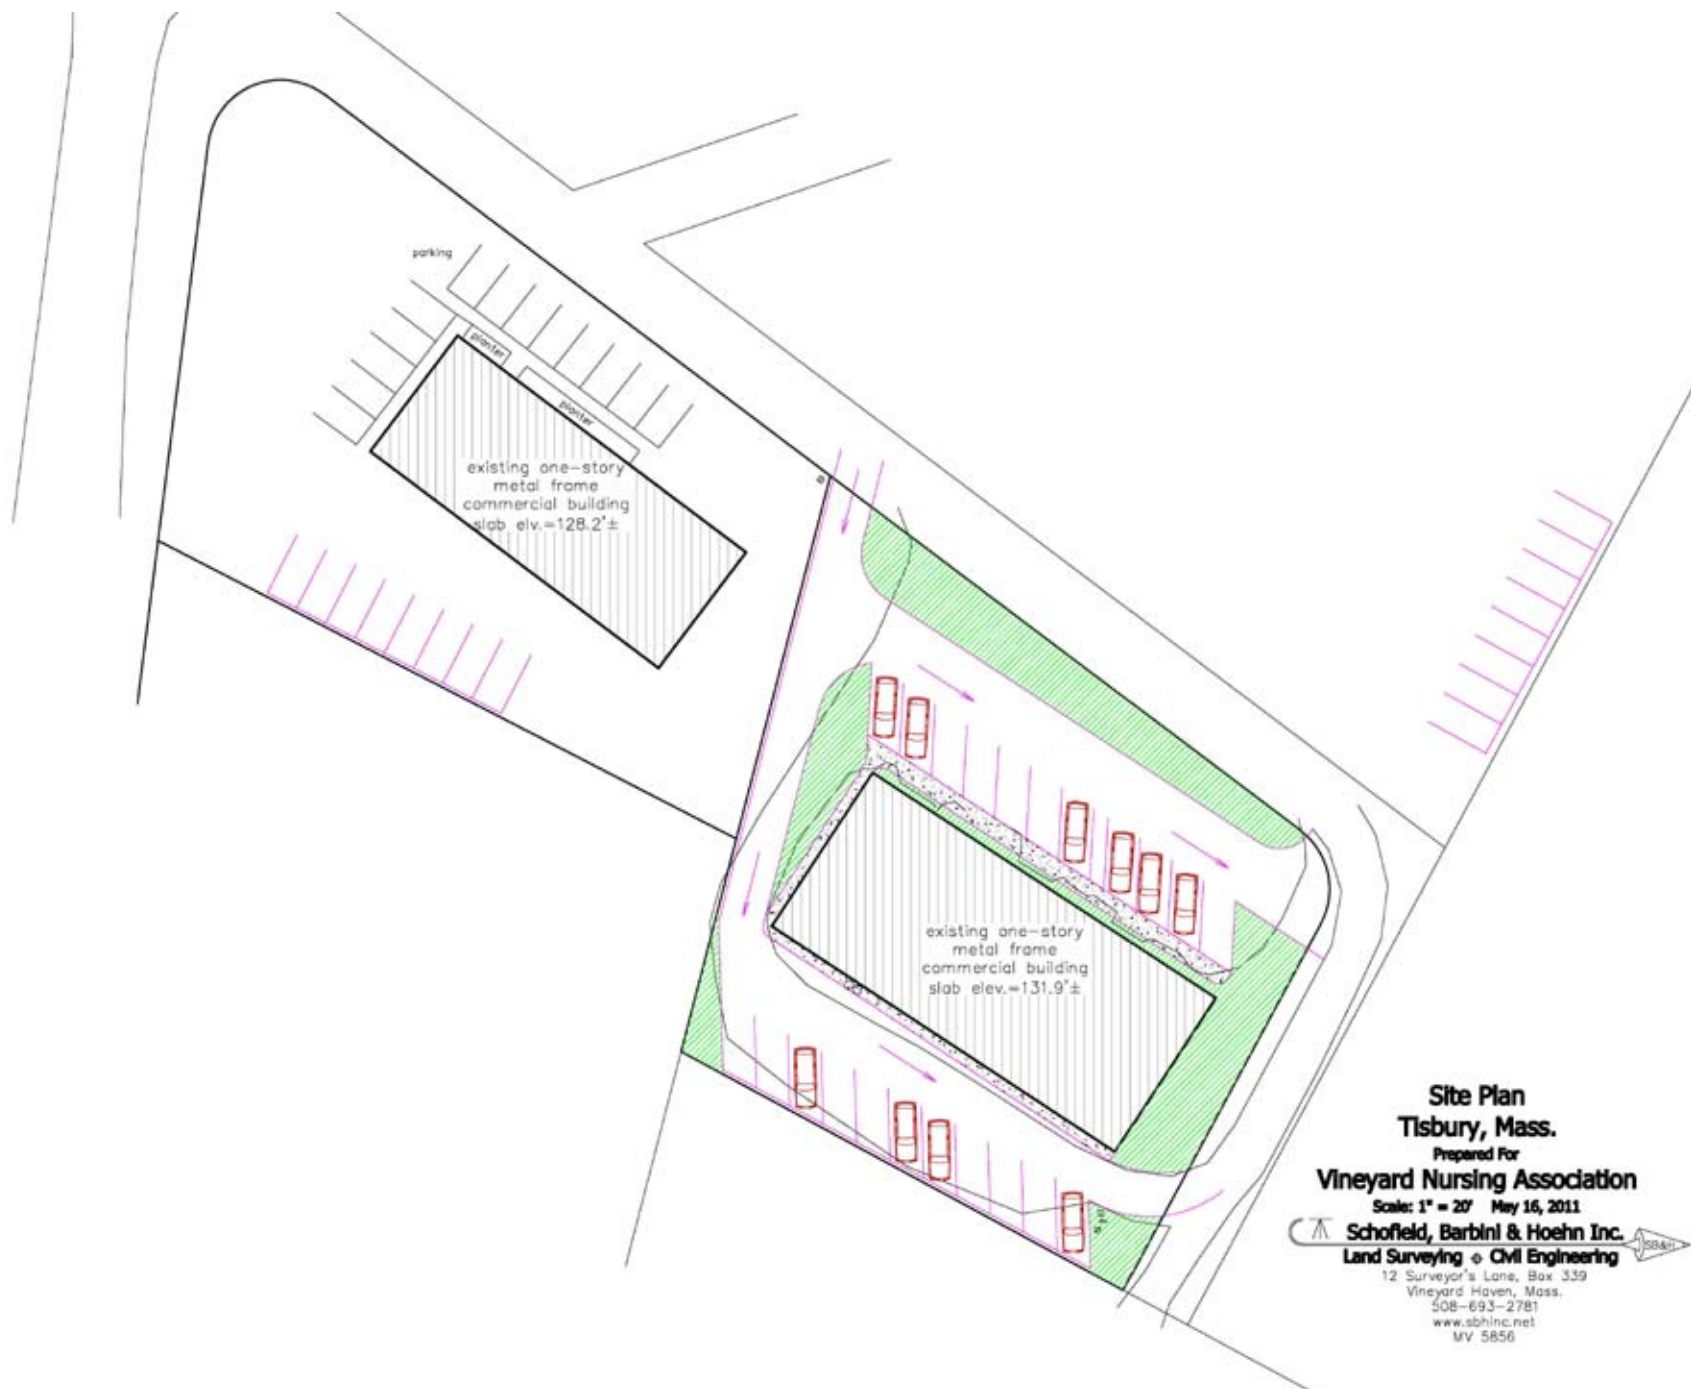 parking
planter
planter
existing one-story
metal frame
commercial building
slab elv.=128.2'±
existing one-story
metal frame
commercial building
slab elev.=131.9'±
Site Plan
Tisbury, Mass.
Prepared For
Vineyard Nursing Association
Scale: 1" = 20' May 16, 2011
Schofield, Barbini & Hoehn Inc.
SB&H
Land Surveying Civil Engineering
12 Surveyor's Lane, Box 339
Vineyard Haven, Mass.
508-693-2781
www.sbhinc.net
MV 5856